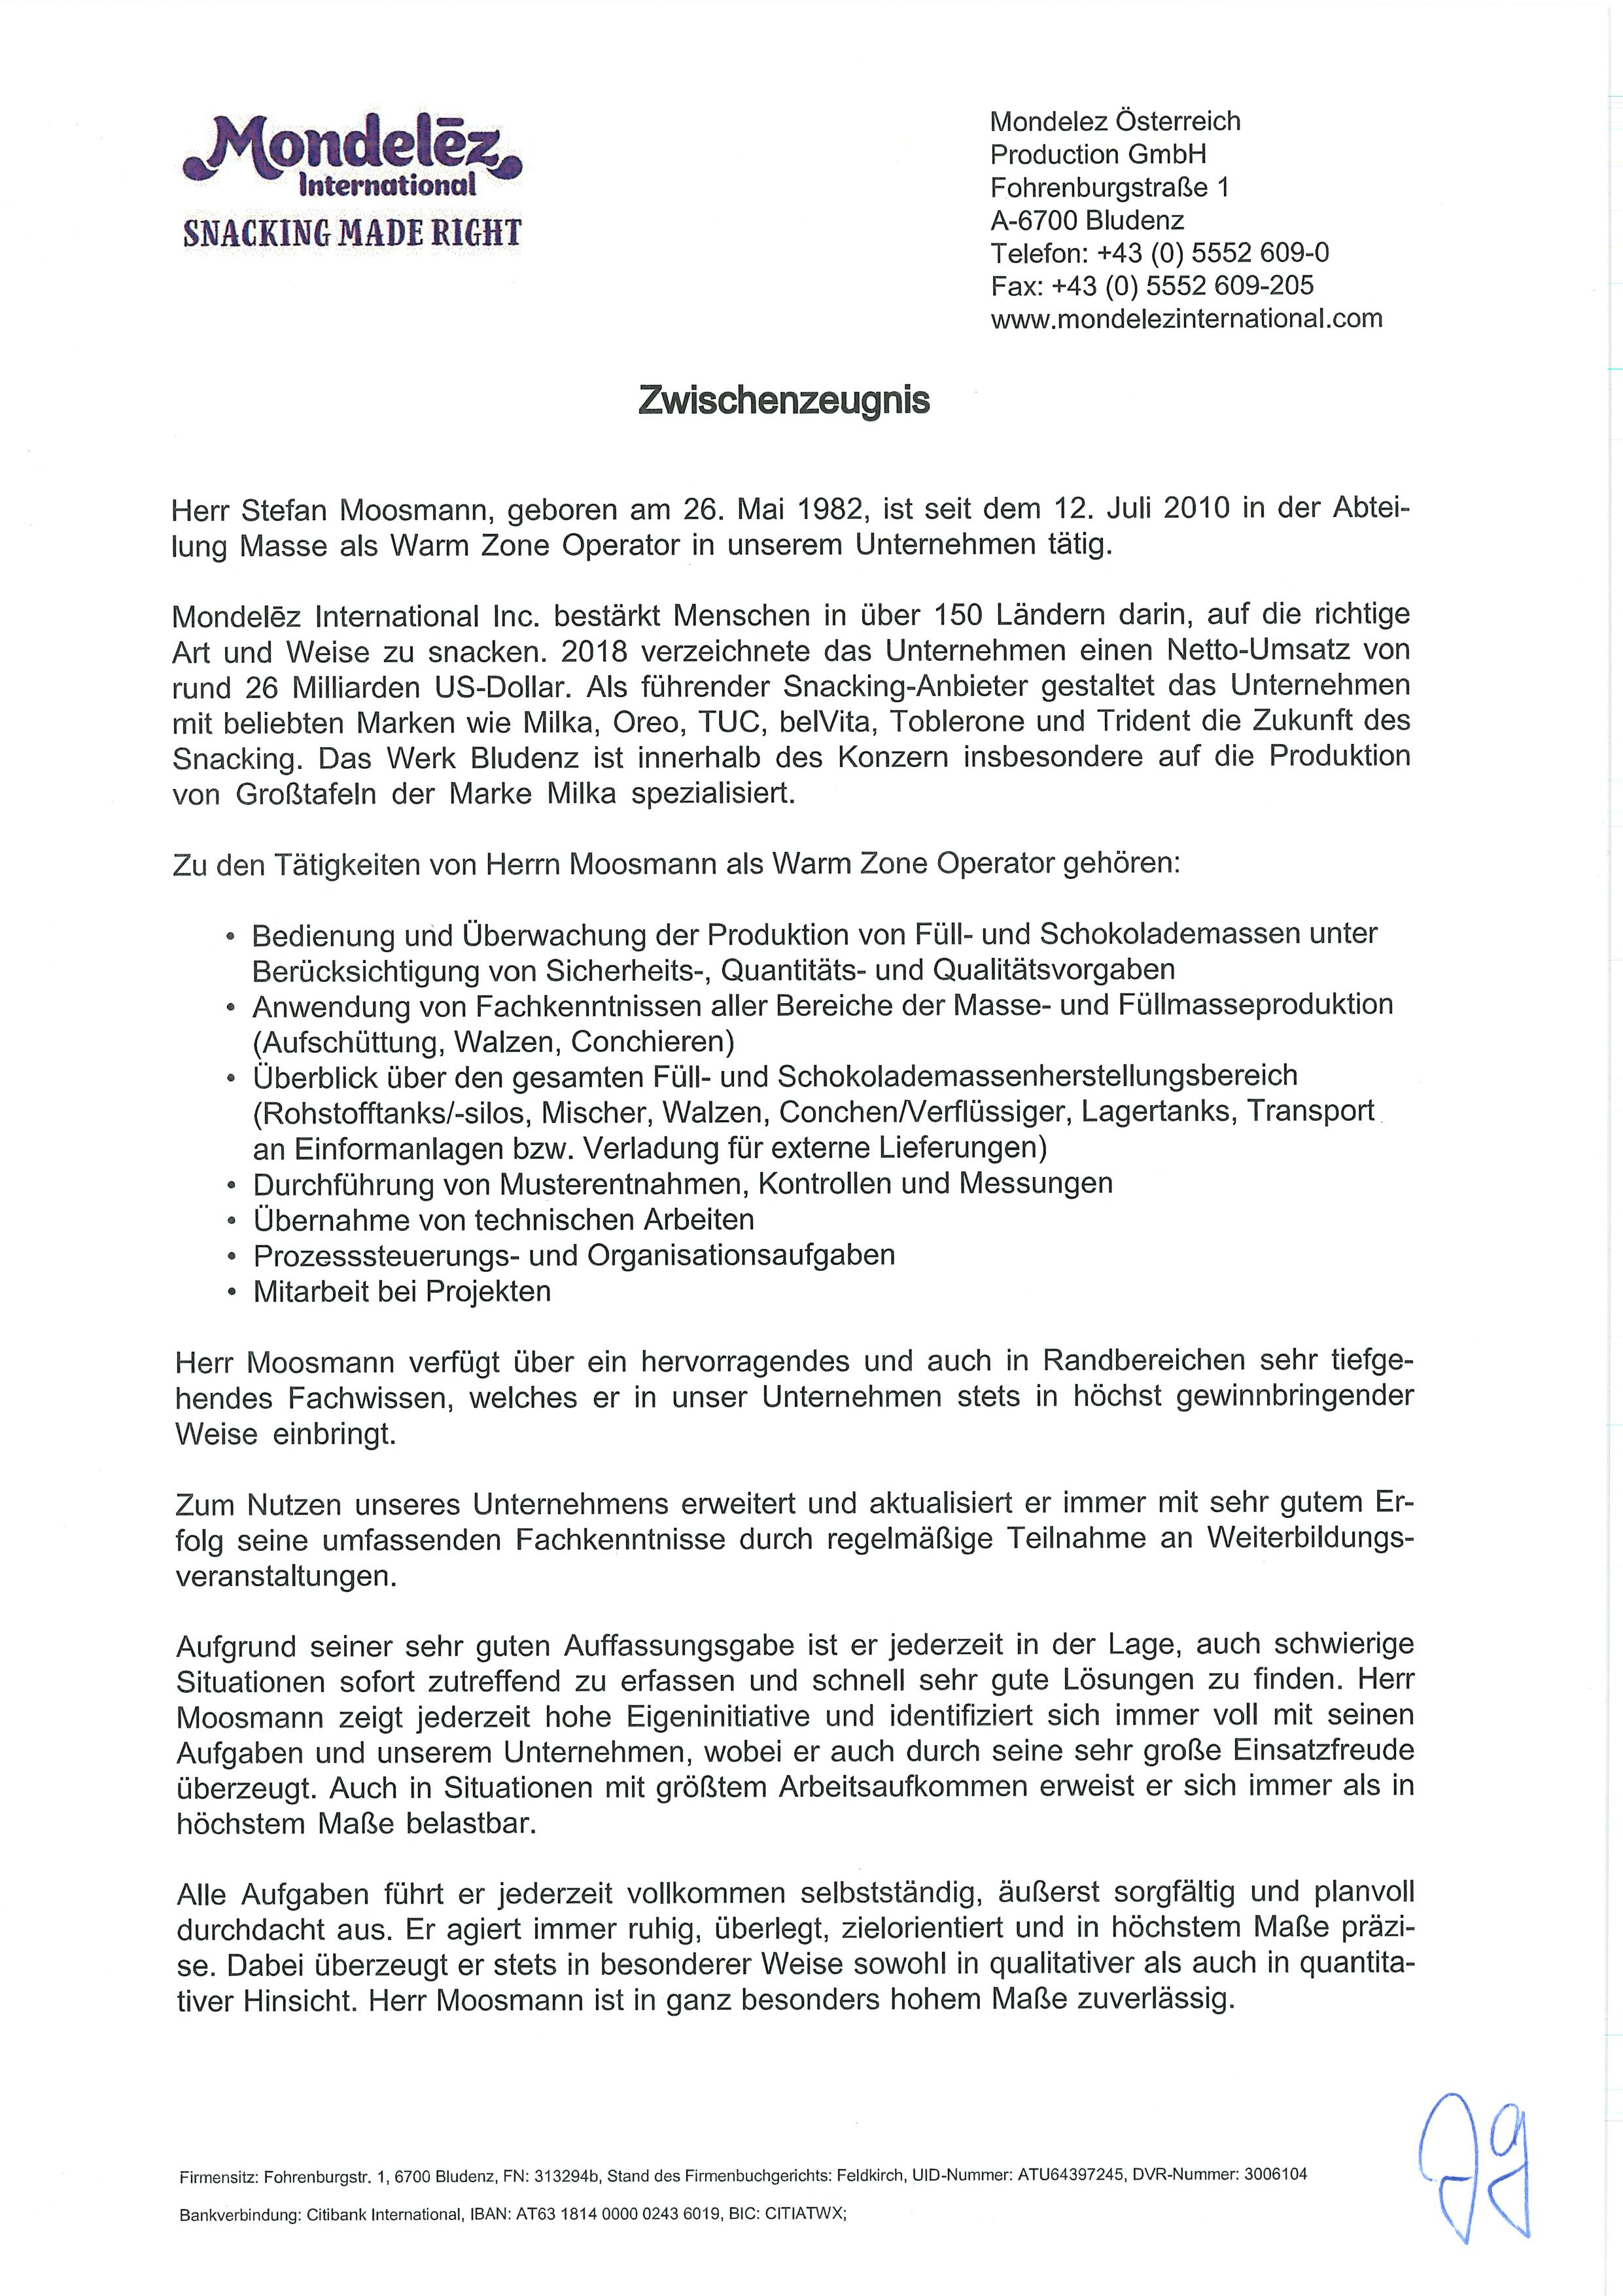 Mondelēz
International
SNACKING MADE RIGHT
Mondelez Österreich
Production GmbH
Fohrenburgstraße 1
A-6700 Bludenz
Telefon: +43 (0) 5552 609-0
Fax: +43 (0) 5552 609-205
www.mondelezinternational.com
Zwischenzeugnis
Herr Stefan Moosmann, geboren am 26. Mai 1982, ist seit dem 12. Juli 2010 in der Abtei-
lung Masse als Warm Zone Operator in unserem Unternehmen tätig.
Mondelēz International Inc. bestärkt Menschen in über 150 Ländern darin, auf die richtige
Art und Weise zu snacken. 2018 verzeichnete das Unternehmen einen Netto-Umsatz von
rund 26 Milliarden US-Dollar. Als führender Snacking-Anbieter gestaltet das Unternehmen
mit beliebten Marken wie Milka, Oreo, TUC, belVita, Toblerone und Trident die Zukunft des
Snacking. Das Werk Bludenz ist innerhalb des Konzern insbesondere auf die Produktion
von Großtafeln der Marke Milka spezialisiert.
Zu den Tätigkeiten von Herrn Moosmann als Warm Zone Operator gehören:
• Bedienung und Überwachung der Produktion von Füll- und Schokolademassen unter
Berücksichtigung von Sicherheits-, Quantitäts- und Qualitätsvorgaben
• Anwendung von Fachkenntnissen aller Bereiche der Masse- und Füllmasseproduktion
(Aufschüttung, Walzen, Conchieren)
• Überblick über den gesamten Füll- und Schokolademassenherstellungsbereich
(Rohstofftanks/-silos, Mischer, Walzen, Conchen/Verflüssiger, Lagertanks, Transport
an Einformanlagen bzw. Verladung für externe Lieferungen)
• Durchführung von Musterentnahmen, Kontrollen und Messungen
• Übernahme von technischen Arbeiten
• Prozesssteuerungs- und Organisationsaufgaben
• Mitarbeit bei Projekten
Herr Moosmann verfügt über ein hervorragendes und auch in Randbereichen sehr tiefge-
hendes Fachwissen, welches er in unser Unternehmen stets in höchst gewinnbringender
Weise einbringt.
Zum Nutzen unseres Unternehmens erweitert und aktualisiert er immer mit sehr gutem Er-
folg seine umfassenden Fachkenntnisse durch regelmäßige Teilnahme an Weiterbildungs-
veranstaltungen.
Aufgrund seiner sehr guten Auffassungsgabe ist er jederzeit in der Lage, auch schwierige
Situationen sofort zutreffend zu erfassen und schnell sehr gute Lösungen zu finden. Herr
Moosmann zeigt jederzeit hohe Eigeninitiative und identifiziert sich immer voll mit seinen
Aufgaben und unserem Unternehmen, wobei er auch durch seine sehr große Einsatzfreude
überzeugt. Auch in Situationen mit größtem Arbeitsaufkommen erweist er sich immer als in
höchstem Maße belastbar.
Alle Aufgaben führt er jederzeit vollkommen selbstständig, äußerst sorgfältig und planvoll
durchdacht aus. Er agiert immer ruhig, überlegt, zielorientiert und in höchstem Maße präzi-
se. Dabei überzeugt er stets in besonderer Weise sowohl in qualitativer als auch in quantita-
tiver Hinsicht. Herr Moosmann ist in ganz besonders hohem Maße zuverlässig.
Firmensitz: Fohrenburgstr. 1, 6700 Bludenz, FN: 313294b, Stand des Firmenbuchgerichts: Feldkirch, UID-Nummer: ATU64397245, DVR-Nummer: 3006104
Bankverbindung: Citibank International, IBAN: AT63 1814 0000 0243 6019, BIC: CITIATWX;